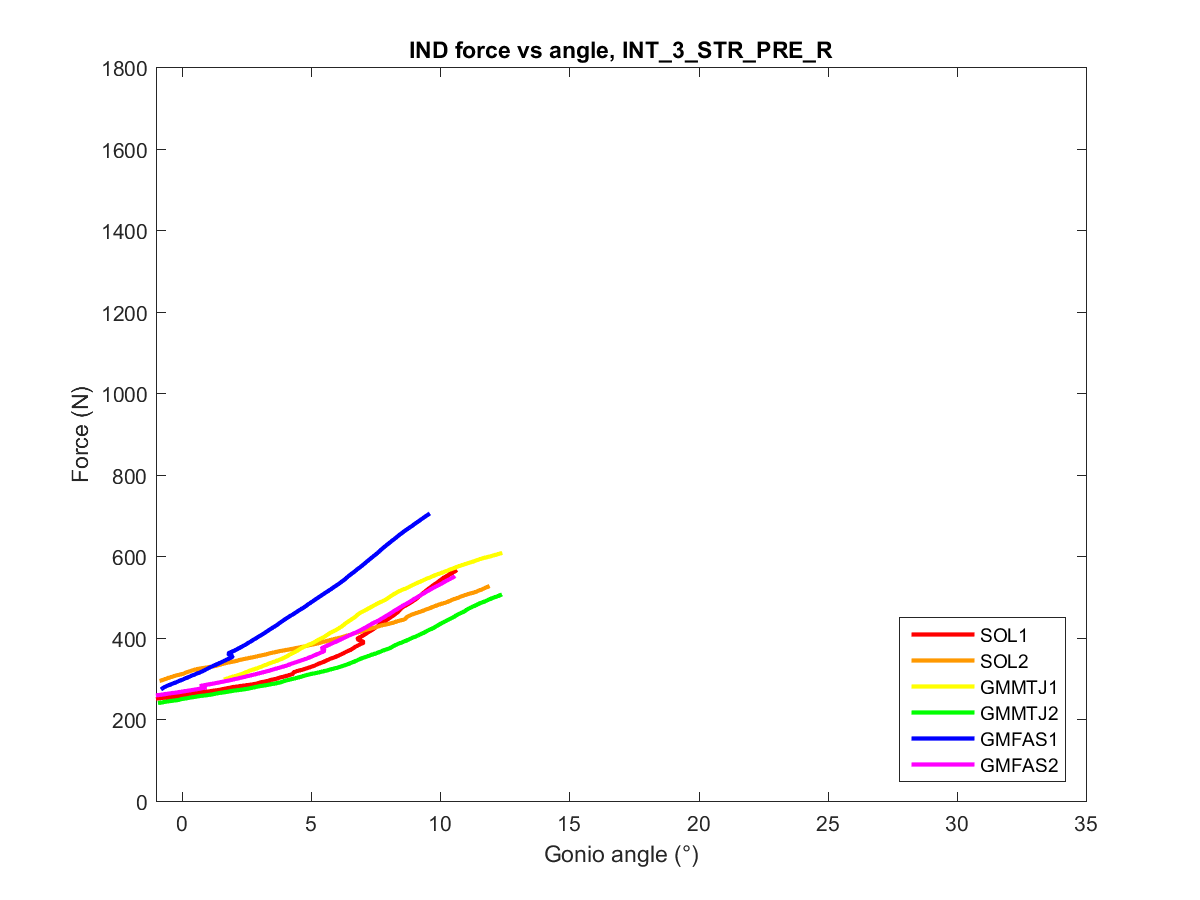 IND force vs angle, INT_3_STR_PRE_R
1800
1600
1400
1200
1000
800
600
400
200
0
Force (N)
0 5 10 15 20 25 30 35
Gonio angle (°)
SOL1
SOL2
GMMTJ1
GMMTJ2
GMFAS1
GMFAS2